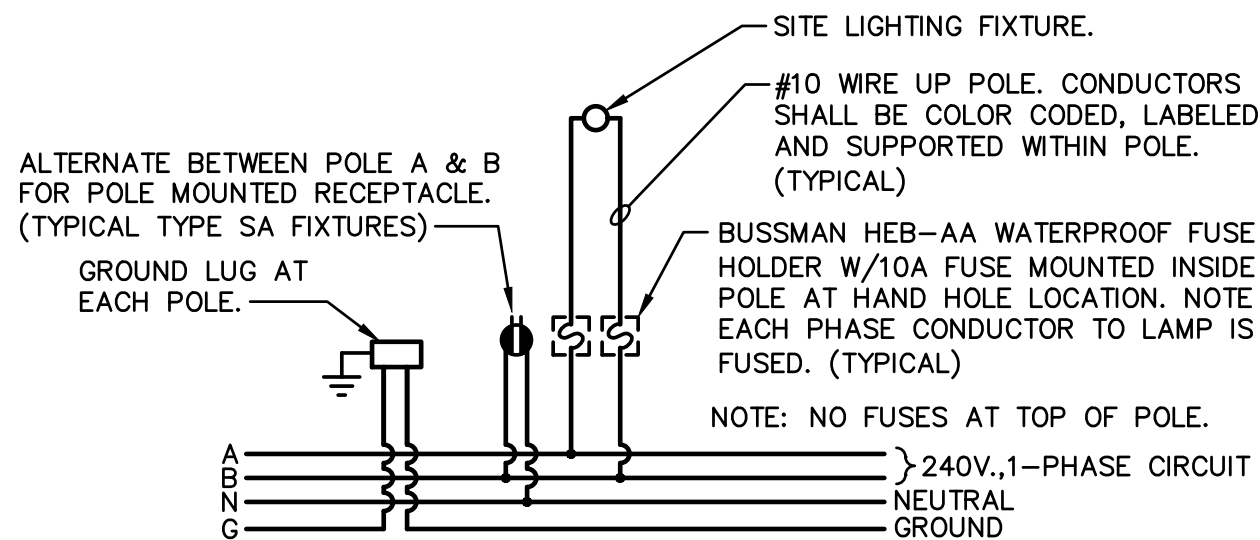 SITE LIGHTING FIXTURE.
#10 WIRE UP POLE. CONDUCTORS
SHALL BE COLOR CODED, LABELED
AND SUPPORTED WITHIN POLE.
(TYPICAL)
ALTERNATE BETWEEN POLE A & B
FOR POLE MOUNTED RECEPTACLE.
(TYPICAL TYPE SA FIXTURES)
BUSSMAN HEB-AA WATERPROOF FUSE
HOLDER W/10A FUSE MOUNTED INSIDE
POLE AT HAND HOLE LOCATION. NOTE
EACH PHASE CONDUCTOR TO LAMP IS
FUSED. (TYPICAL)
GROUND LUG AT
EACH POLE.
NOTE: NO FUSES AT TOP OF POLE.
A
B
N
G
240V.,1-PHASE CIRCUIT
NEUTRAL
GROUND